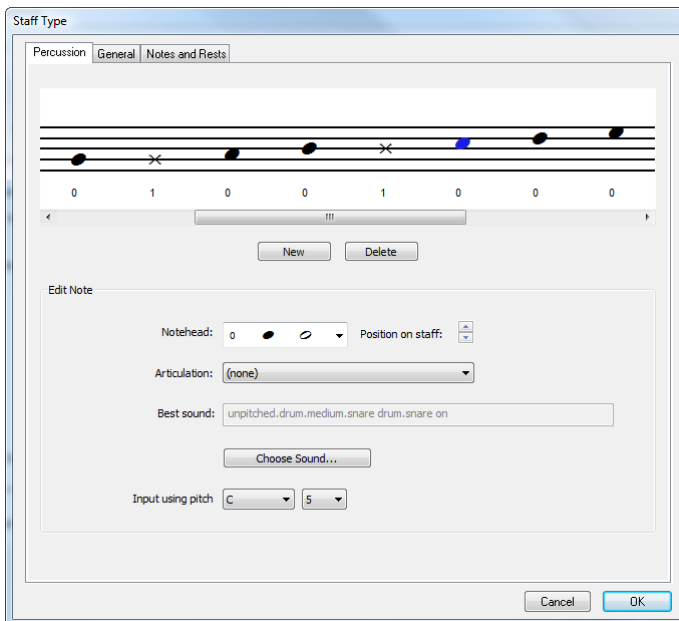 Staff Type
Percussion General Notes and Rests
0 1 0 0 1 0 0 0
New Delete
Edit Note
Notehead: 0 Position on staff:
Articulation: (none)
Best sound: unpitched.drum.medium.snare drum.snare on
Choose Sound...
Input using pitch C 5
Cancel OK